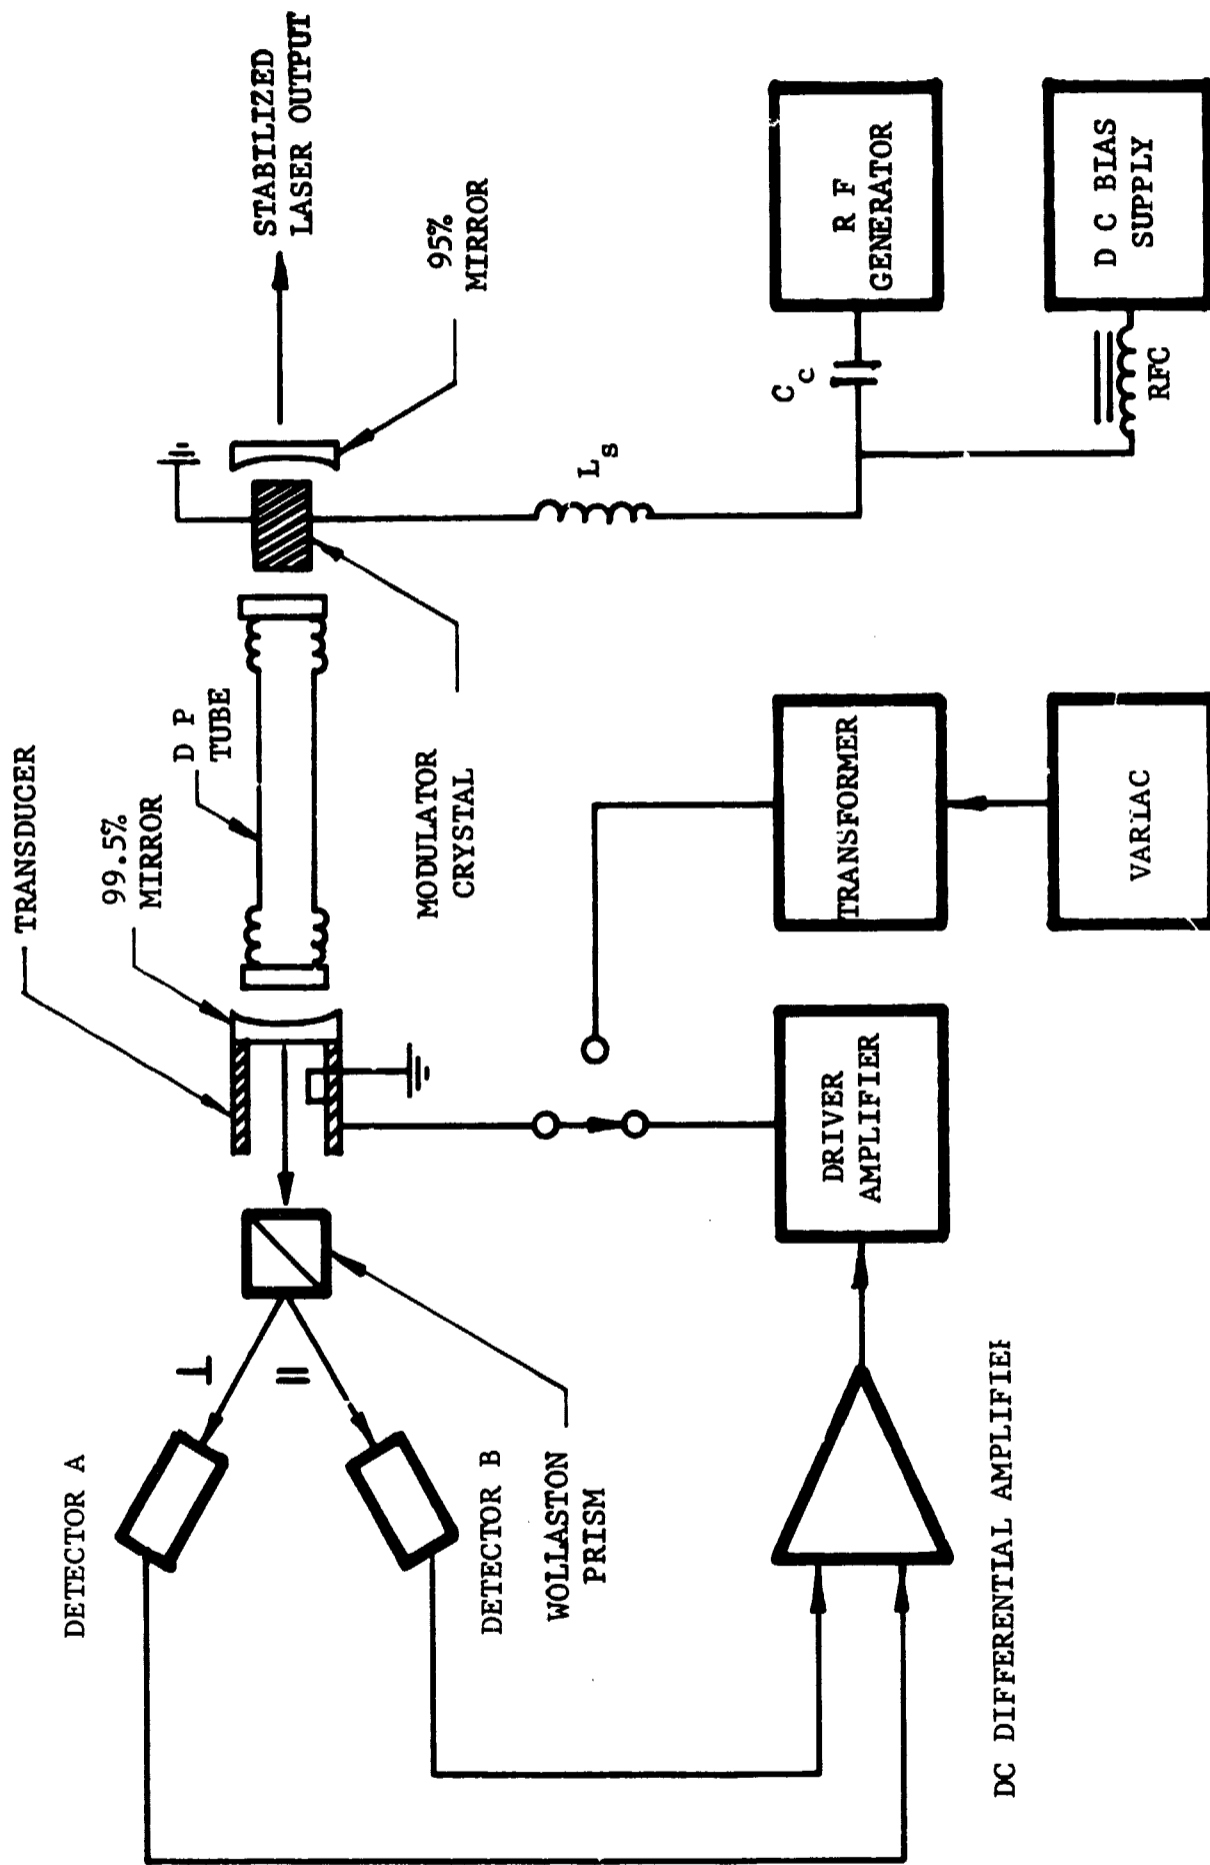 TRANSDUCER
99.5%
MIRROR
D P
TUBE
STABILIZED
LASER OUTPUT
95%
MIRROR
MODULATOR
CRYSTAL
DETECTOR A
⊥
||
DETECTOR B
WOLLASTON
PRISM
L s
C c
R F
GENERATOR
RFC
D C BIAS
SUPPLY
TRANSFORMER
VARIAC
DRIVER
AMPLIFIER
DC DIFFERENTIAL AMPLIFIER